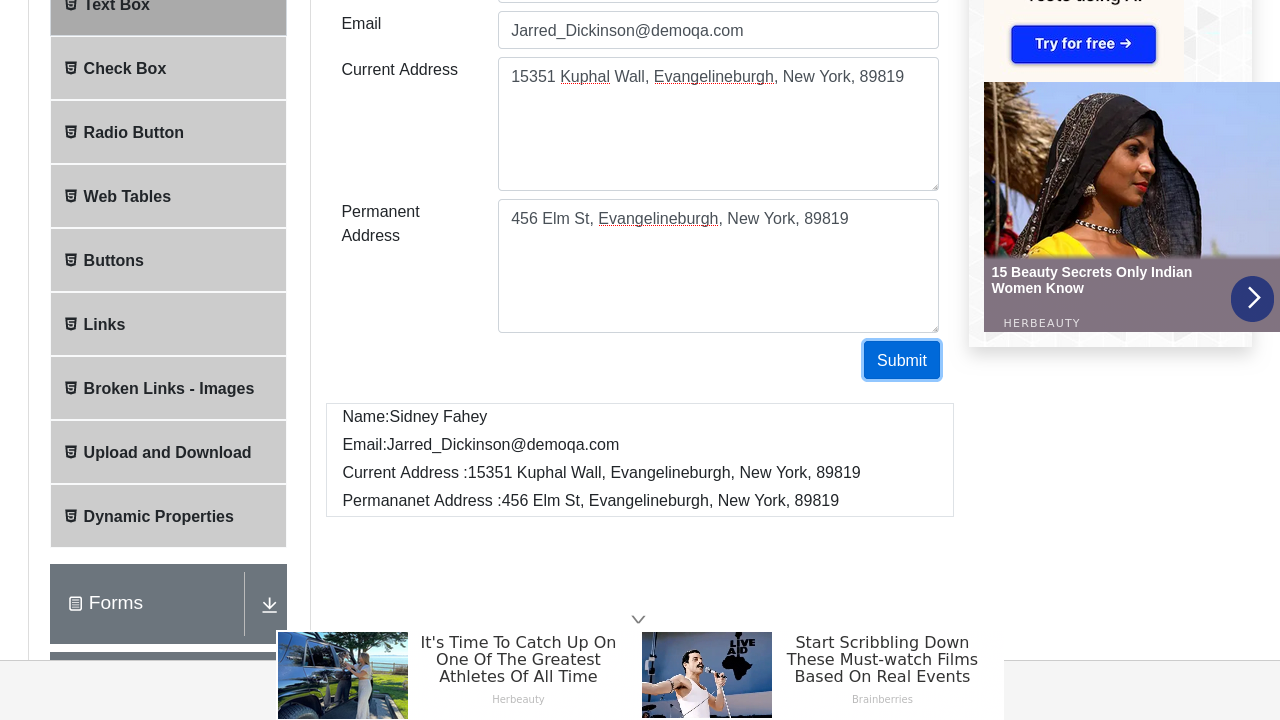 Text Box
Check Box
Radio Button
Web Tables
Buttons
Links
Broken Links - Images
Upload and Download
Dynamic Properties
Forms
Email
Jarred_Dickinson@demoqa.com
Current Address
15351 Kuphal Wall, Evangelineburgh, New York, 89819
Permanent
Address
456 Elm St, Evangelineburgh, New York, 89819
Submit
Name:Sidney Fahey
Email:Jarred_Dickinson@demoqa.com
Current Address :15351 Kuphal Wall, Evangelineburgh, New York, 89819
Permananet Address :456 Elm St, Evangelineburgh, New York, 89819
Try for free →
15 Beauty Secrets Only Indian
Women Know
HERBEAUTY
It's Time To Catch Up On
One Of The Greatest
Athletes Of All Time
Herbeauty
LIVE
AID
Start Scribbling Down
These Must-watch Films
Based On Real Events
Brainberries